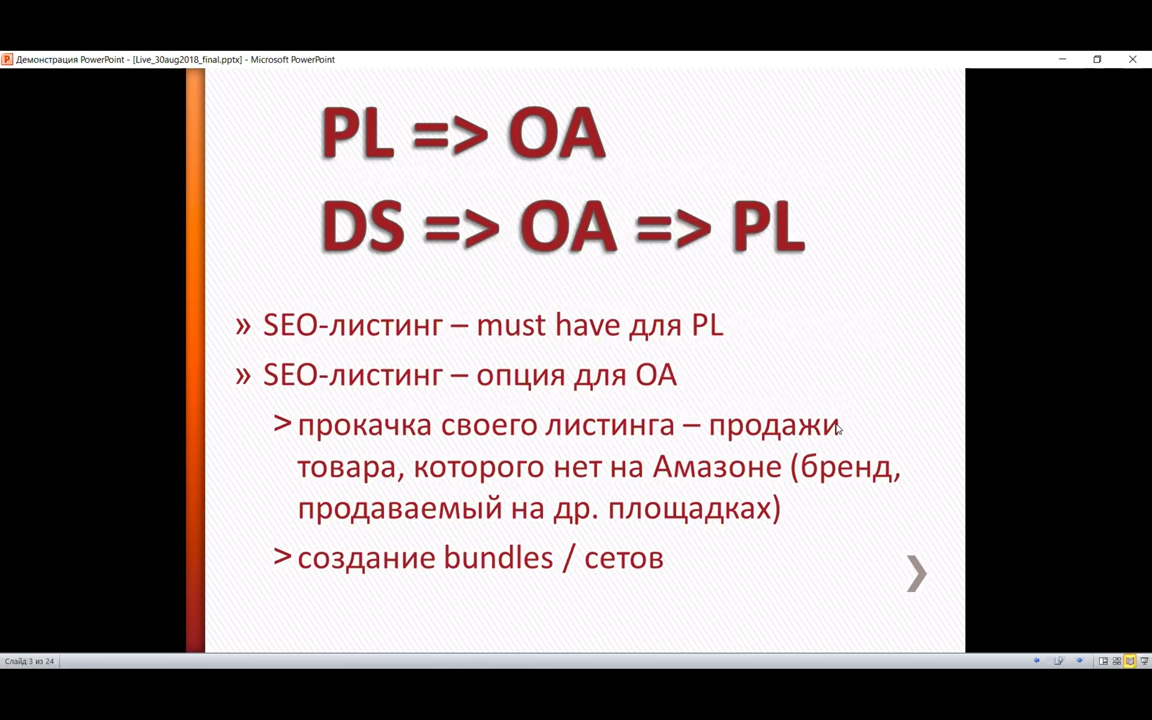 Демонстрация PowerPoint - [Live_30aug2018_final.pptx] - Microsoft PowerPoint
PL => OA
DS => OA => PL
» SEO-листинг – must have для PL
» SEO-листинг – опция для OA
> прокачка своего листинга – продажи
товара, которого нет на Амазоне (бренд,
продаваемый на др. площадках)
> создание bundles / сетов
Слайд 3 из 24